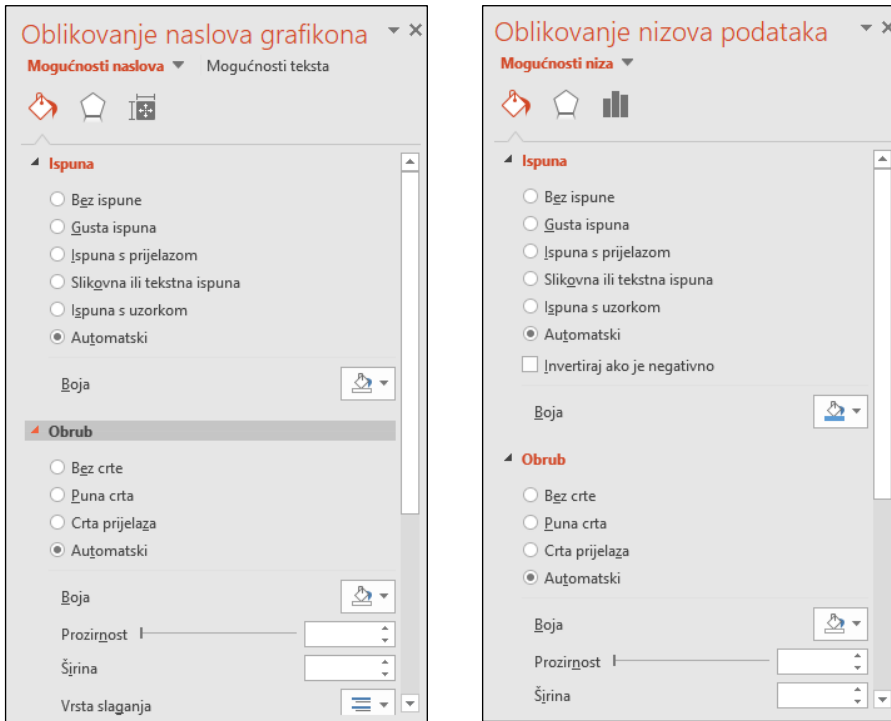 Oblikovanje naslova grafikona
Mogućnosti naslova
Mogućnosti teksta
Ispuna
Bez ispune
Gusta ispuna
Ispuna s prijelazom
Slikovna ili tekstna ispuna
Ispuna s uzorkom
Automatski
Boja
Obrub
Bez crte
Puna crta
Crta prijelaza
Automatski
Boja
Prozirnost
Širina
Vrsta slaganja
Oblikovanje nizova podataka
Mogućnosti niza
Ispuna
Bez ispune
Gusta ispuna
Ispuna s prijelazom
Slikovna ili tekstna ispuna
Ispuna s uzorkom
Automatski
Invertiraj ako je negativno
Boja
Obrub
Bez crte
Puna crta
Crta prijelaza
Automatski
Boja
Prozirnost
Širina